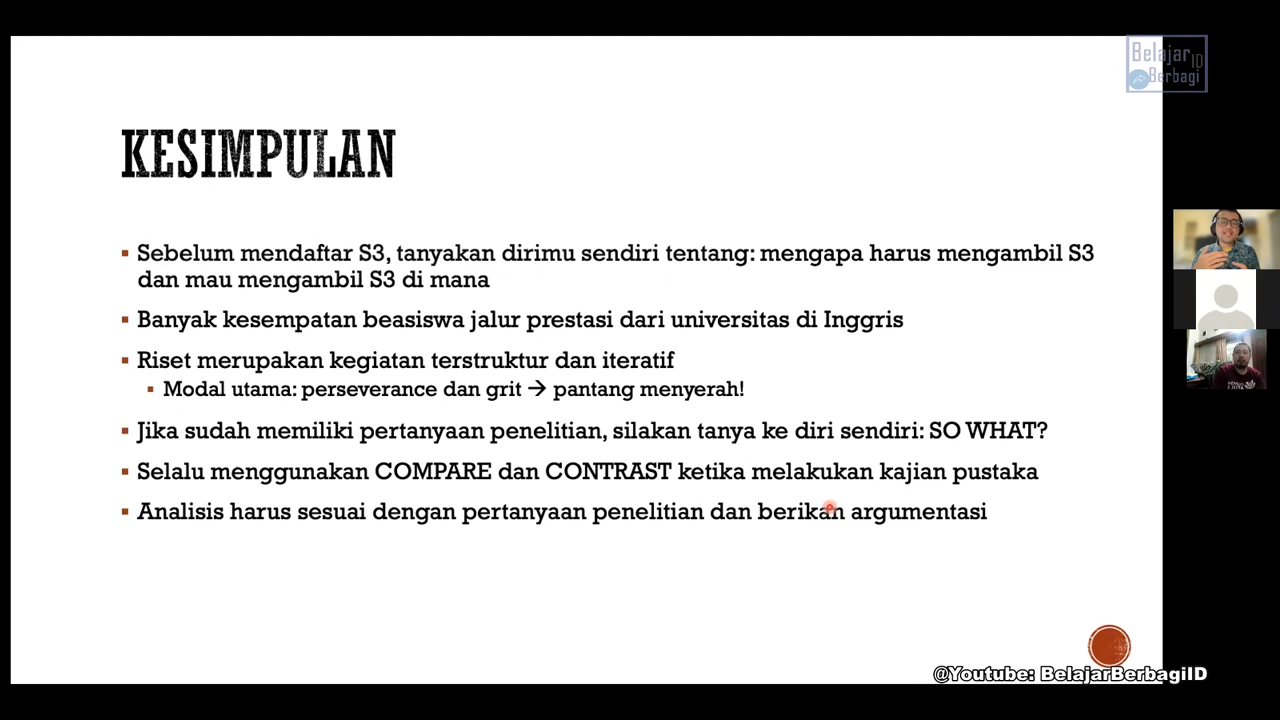 Belajar ID
Berbagi
KESIMPULAN
▪ Sebelum mendaftar S3, tanyakan dirimu sendiri tentang: mengapa harus mengambil S3
dan mau mengambil S3 di mana
▪ Banyak kesempatan beasiswa jalur prestasi dari universitas di Inggris
▪ Riset merupakan kegiatan terstruktur dan iteratif
▪ Modal utama: perseverance dan grit → pantang menyerah!
▪ Jika sudah memiliki pertanyaan penelitian, silakan tanya ke diri sendiri: SO WHAT?
▪ Selalu menggunakan COMPARE dan CONTRAST ketika melakukan kajian pustaka
▪ Analisis harus sesuai dengan pertanyaan penelitian dan berikan argumentasi
@Youtube: BelajarBerbagiID